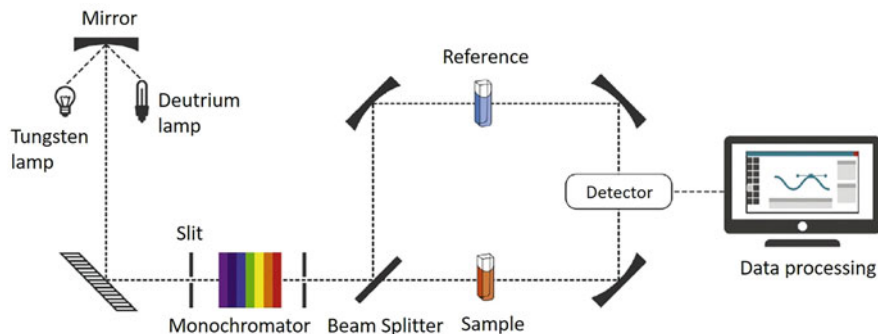 Mirror
Reference
Deutrium
lamp
Tungsten
lamp
Detector
Slit
Data processing
Monochromator
Beam Splitter
Sample